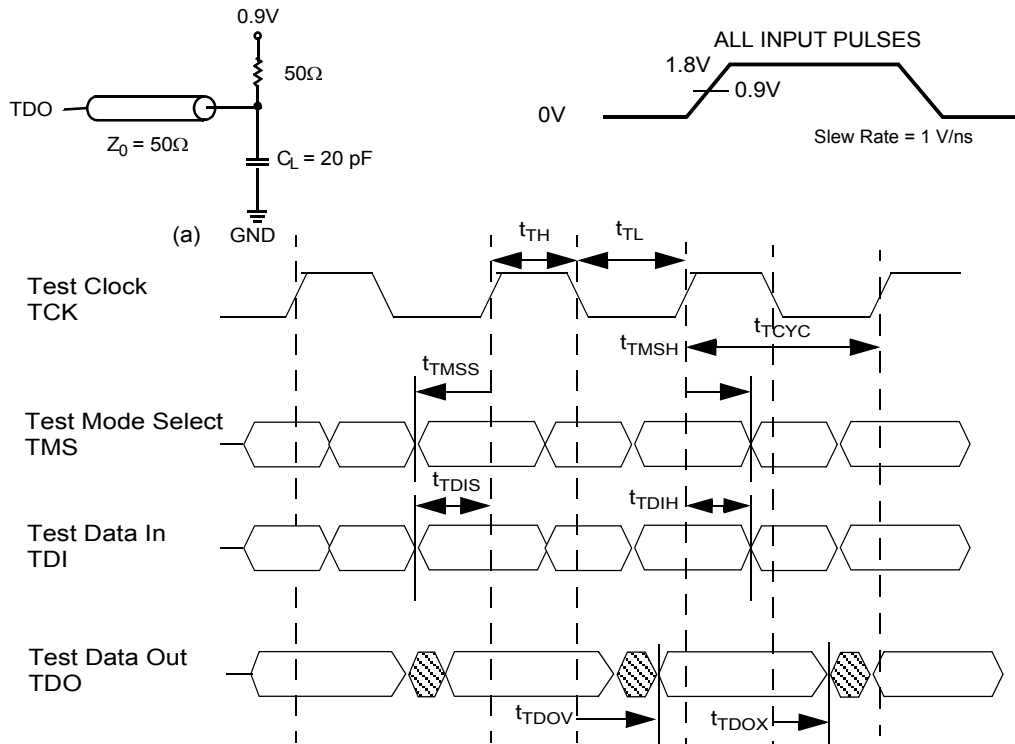 0.9V
50Ω
TDO
Z0 = 50Ω
CL = 20 pF
(a)
GND
ALL INPUT PULSES
1.8V
0.9V
0V
Slew Rate = 1 V/ns
tTH
tTL
Test Clock
TCK
tTCYC
tTMSH
tTMSS
Test Mode Select
TMS
tTDIS
tTDIH
Test Data In
TDI
Test Data Out
TDO
tTDOV
tTDOX